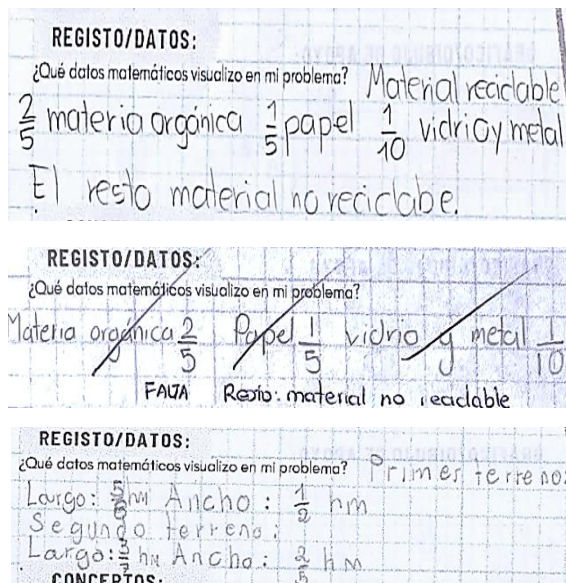 REGISTO/DATOS:
¿Qué datos matemáticos visualizo en mi problema? Material reciclable
2/5 materia orgánica 1/5 papel 1/10 vidrio y metal
El resto material no reciclabe.
REGISTO/DATOS:
¿Qué datos matemáticos visualizo en mi problema?
Materia orgánica 2/5 Papel 1/5 vidrio y metal 1/10
FALTA Resto: material no reciclable
REGISTO/DATOS:
¿Qué datos matemáticos visualizo en mi problema? Primer terreno:
Largo: hm Ancho: 1/2 hm
Segundo terreno:
Largo: hm Ancho: 2/5 hm
CONCEPTOS: